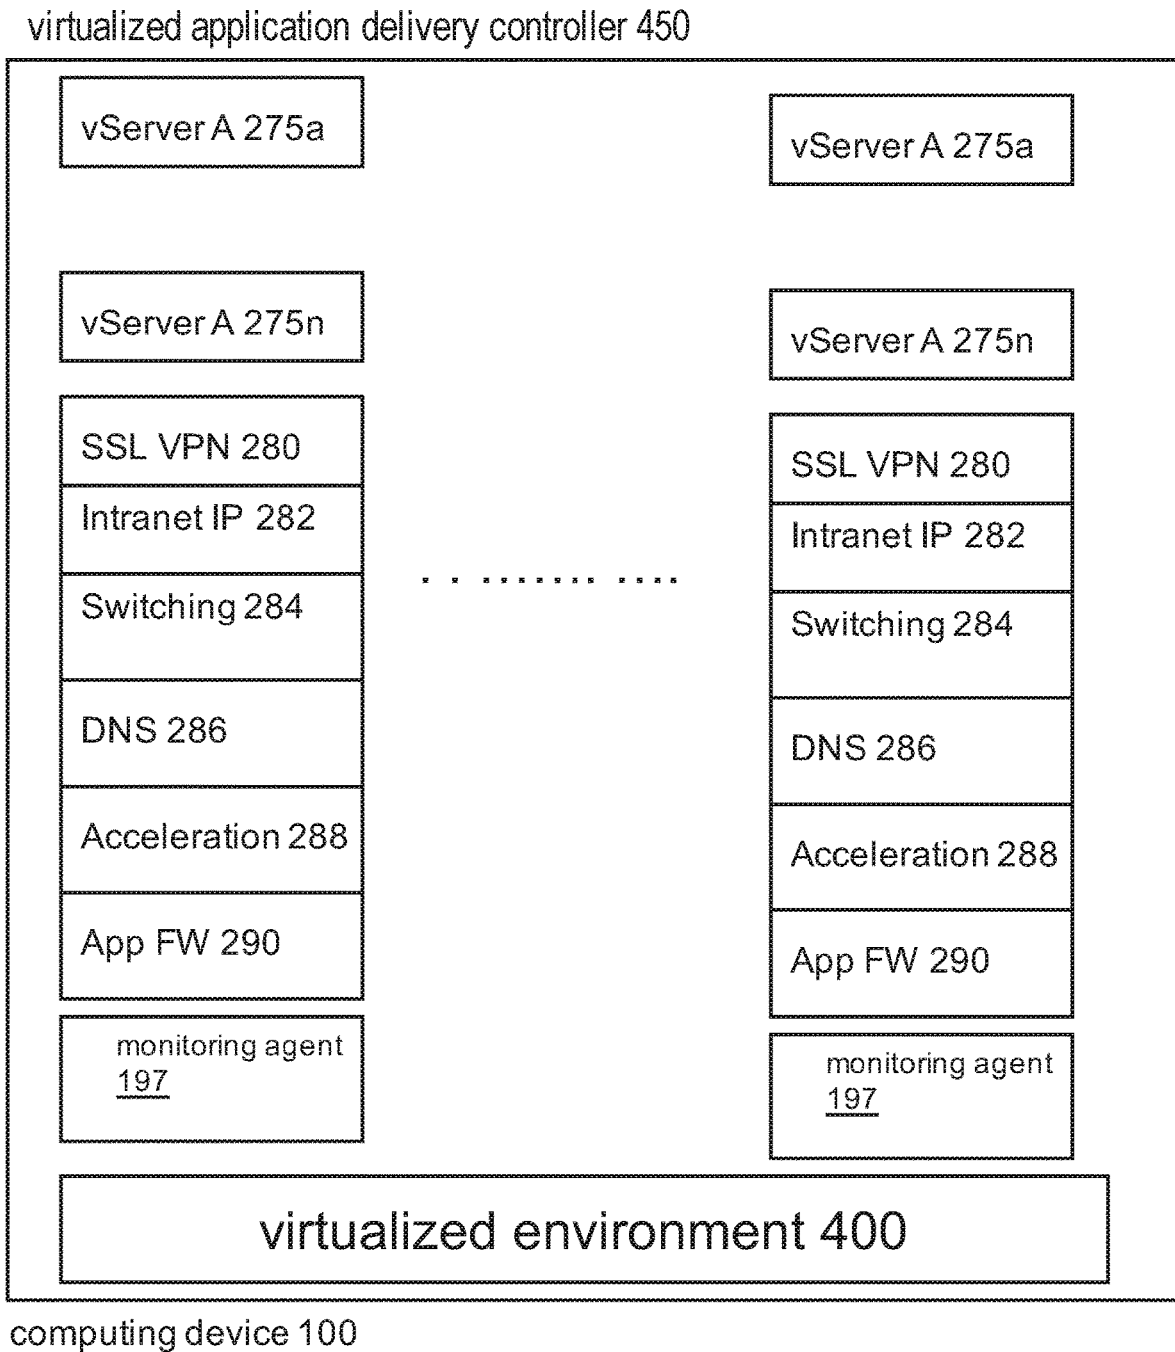 virtualized application delivery controller 450
vServer A 275a
vServer A 275n
SSL VPN 280
Intranet IP 282
Switching 284
DNS 286
Acceleration 288
App FW 290
monitoring agent
197
vServer A 275a
vServer A 275n
SSL VPN 280
Intranet IP 282
Switching 284
DNS 286
Acceleration 288
App FW 290
monitoring agent
197
virtualized environment 400
computing device 100